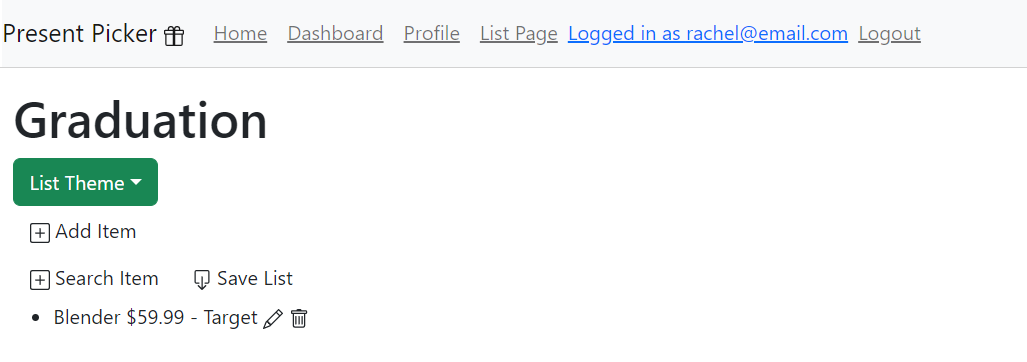 Present Picker Home Dashboard Profile List Page Logged in as rachel@email.com Logout
Graduation
List Theme
Add Item
Search Item Save List
Blender $59.99 - Target